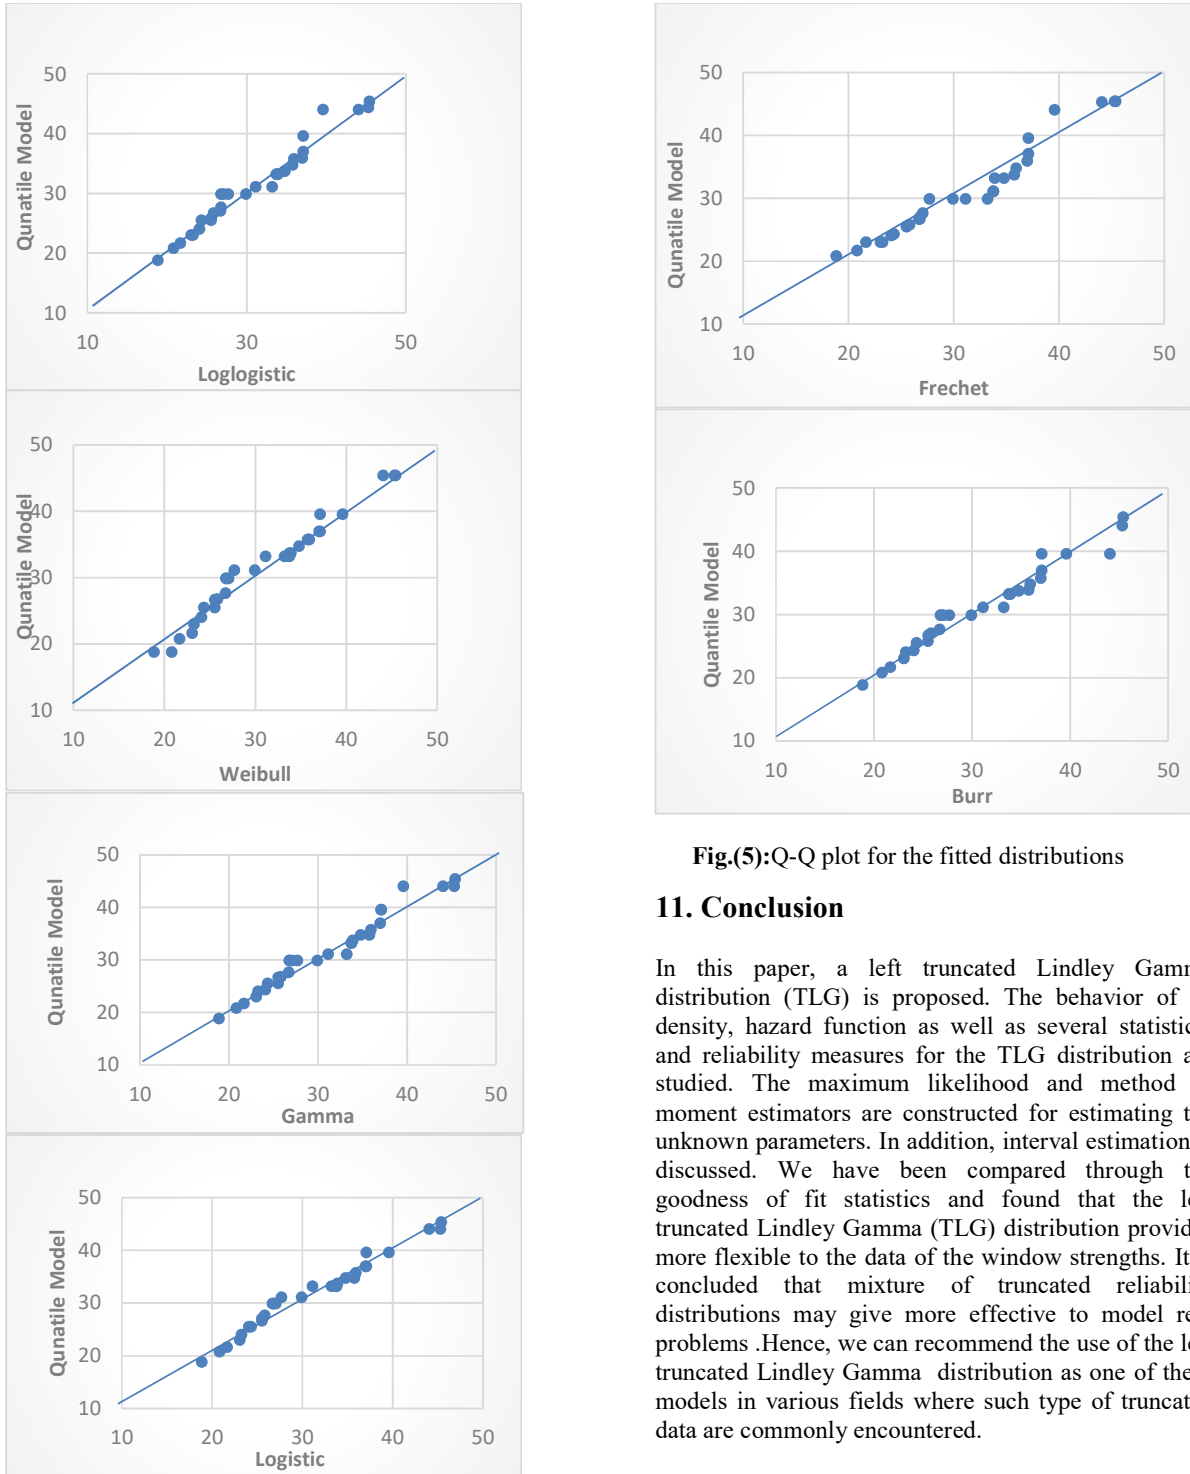 50
40
30
20
10
10 30 50
Qunatile Model
Loglogistic
50
40
30
20
10
10 20 30 40 50
Qunatile Model
Weibull
50
40
30
20
10
10 20 30 40 50
Qunatile Model
Gamma
50
40
30
20
10
10 20 30 40 50
Qunatile Model
Logistic
50
40
30
20
10
10 20 30 40 50
Qunatile Model
Frechet
50
40
30
20
10
10 20 30 40 50
Quantile Model
Burr
Fig.(5):Q-Q plot for the fitted distributions
11. Conclusion
In this paper, a left truncated Lindley Gamm
distribution (TLG) is proposed. The behavior of
density, hazard function as well as several statistic
and reliability measures for the TLG distribution a
studied. The maximum likelihood and method
moment estimators are constructed for estimating t
unknown parameters. In addition, interval estimation
discussed. We have been compared through t
goodness of fit statistics and found that the le
truncated Lindley Gamma (TLG) distribution provid
more flexible to the data of the window strengths. It
concluded that mixture of truncated reliabili
distributions may give more effective to model re
problems .Hence, we can recommend the use of the le
truncated Lindley Gamma distribution as one of the
models in various fields where such type of truncat
data are commonly encountered.